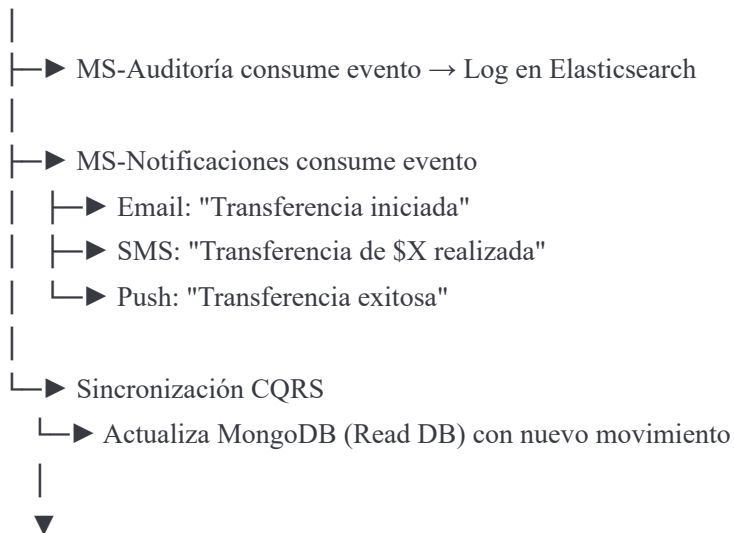 │
├─► MS-Auditoría consume evento → Log en Elasticsearch
│
├─► MS-Notificaciones consume evento
│ ├─► Email: "Transferencia iniciada"
│ ├─► SMS: "Transferencia de $X realizada"
│ └─► Push: "Transferencia exitosa"
│
└─► Sincronización CQRS
└─► Actualiza MongoDB (Read DB) con nuevo movimiento
│
▼